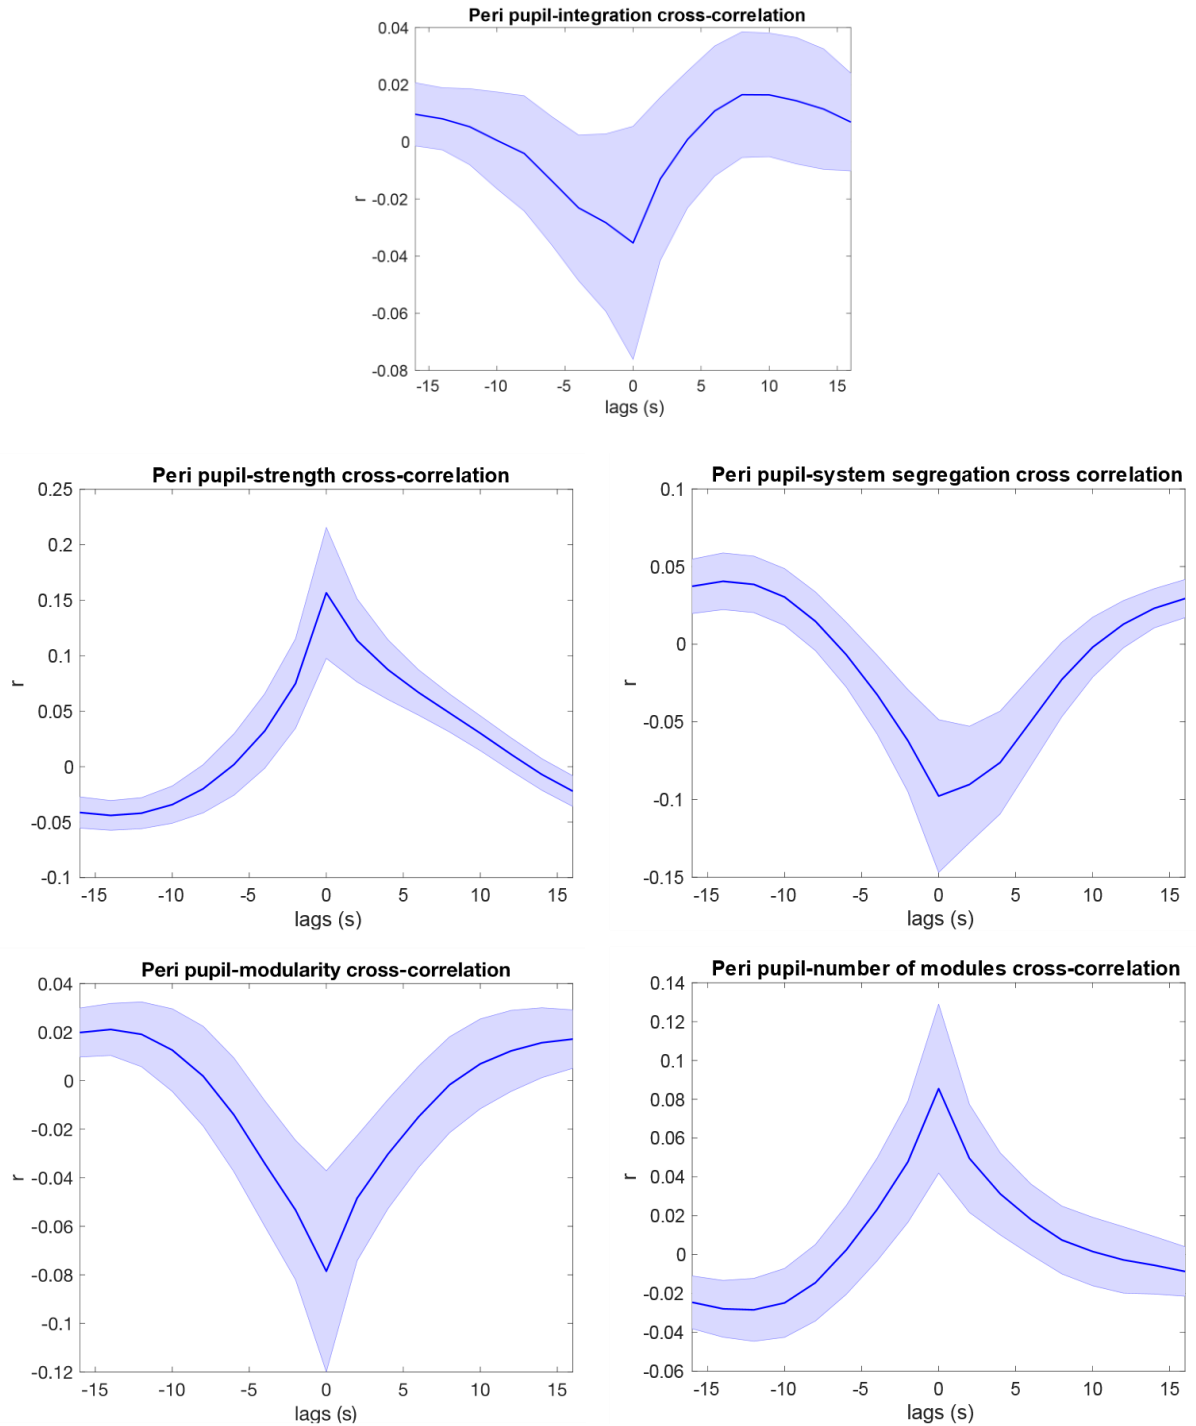 Peri pupil-integration cross-correlation
0.04
0.02
0
-0.02
-0.04
-0.06
-0.08
r
-15 -10 -5 0 5 10 15
lags (s)
Peri pupil-strength cross-correlation
0.25
0.2
0.15
0.1
0.05
0
-0.05
-0.1
r
-15 -10 -5 0 5 10 15
lags (s)
Peri pupil-system segregation cross correlation
0.1
0.05
0
-0.05
-0.1
-0.15
r
-15 -10 -5 0 5 10 15
lags (s)
Peri pupil-modularity cross-correlation
0.04
0.02
0
-0.02
-0.04
-0.06
-0.08
-0.1
-0.12
r
-15 -10 -5 0 5 10 15
lags (s)
Peri pupil-number of modules cross-correlation
0.14
0.12
0.1
0.08
0.06
0.04
0.02
0
-0.02
-0.04
-0.06
r
-15 -10 -5 0 5 10 15
lags (s)